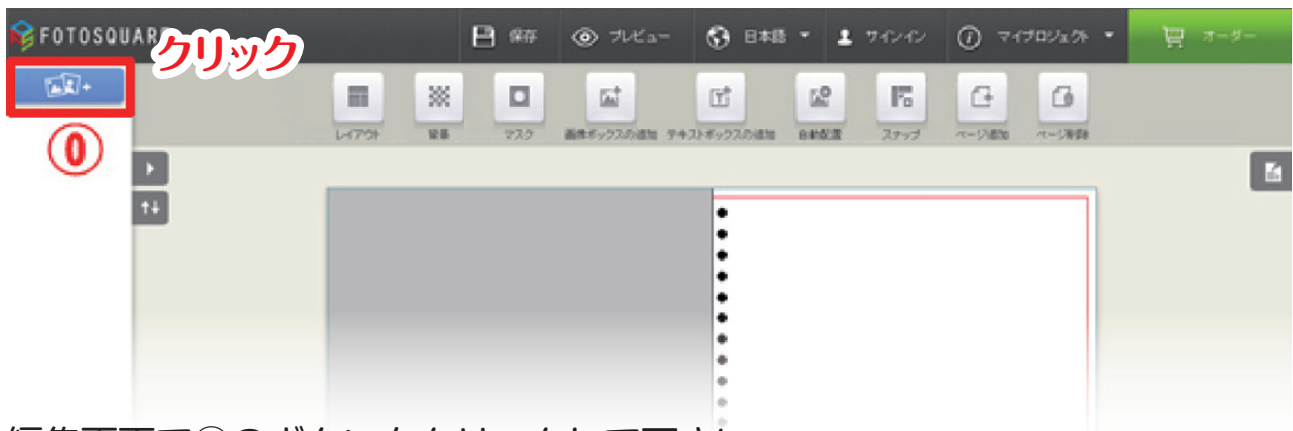 FOTOSQUARE
クリック
保存
プレビュー
日本語
サインイン
マイプロジェクト
オーダー
0
レイアウト
背景
マスク
画像ボックスの追加
テキストボックスの追加
自動配置
スナップ
ページ追加
ページ削除